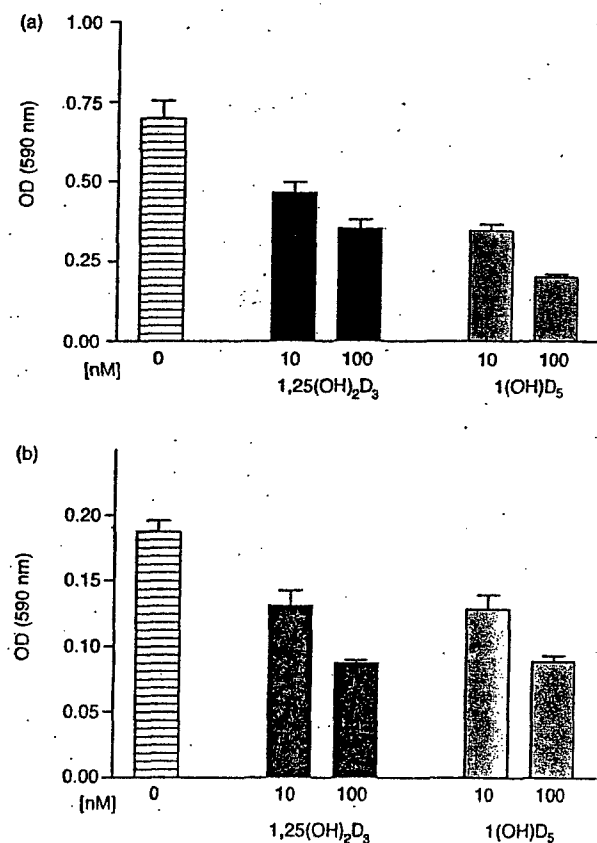 (a)
1.00
0.75
0.50
0.25
0.00
OD (590 nm)
[nM] 0 10 100 10 100
1,25(OH)₂D₃ 1(OH)D₅
(b)
0.20
0.15
0.10
0.05
0.00
OD (590 nm)
[nM] 0 10 100 10 100
1,25(OH)₂D₃ 1(OH)D₅